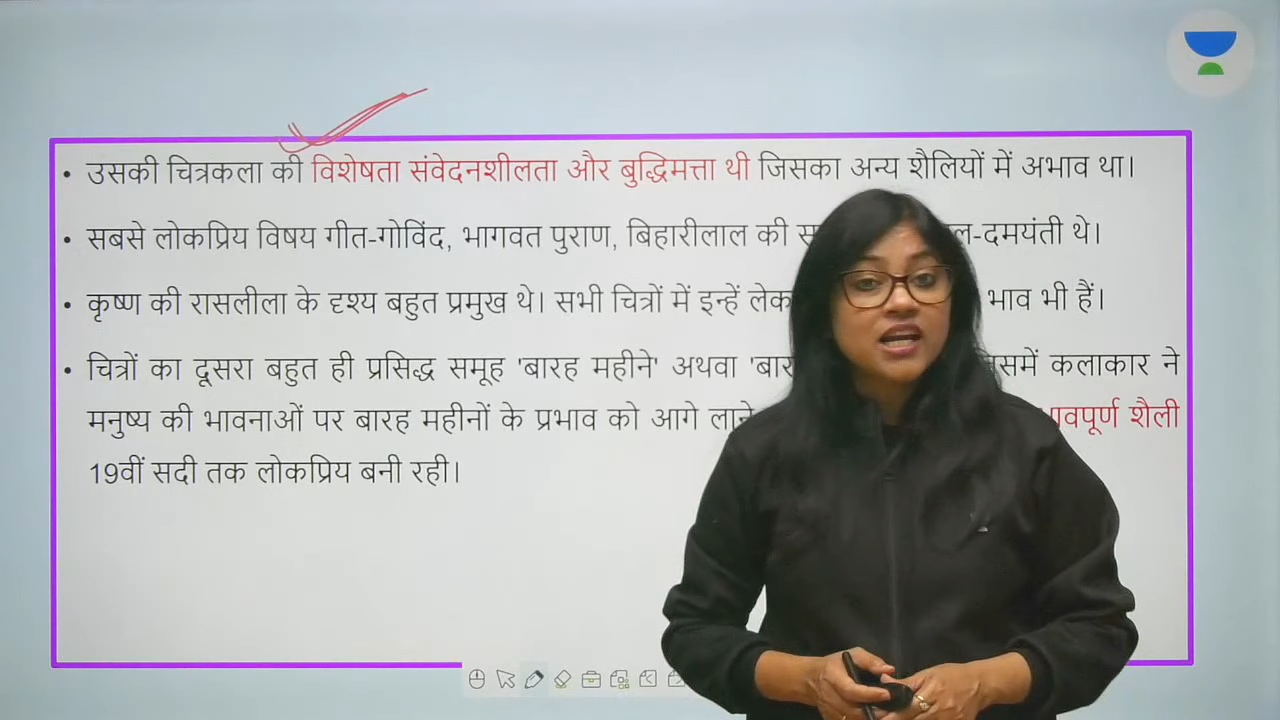 • उसकी चित्रकला की विशेषता संवेदनशीलता और बुद्धिमत्ता थी जिसका अन्य शैलियों में अभाव था।
• सबसे लोकप्रिय विषय गीत-गोविंद, भागवत पुराण, बिहारीलाल की दमयंती थे।
• कृष्ण की रासलीला के दृश्य बहुत प्रमुख थे। सभी चित्रों में इन्हें भाव भी हैं।
• चित्रों का दूसरा बहुत ही प्रसिद्ध समूह 'बारह महीने' अथवा कलाकार ने
मनुष्य की भावनाओं पर बारह महीनों के प्रभाव को आगे शैली
19वीं सदी तक लोकप्रिय बनी रही।